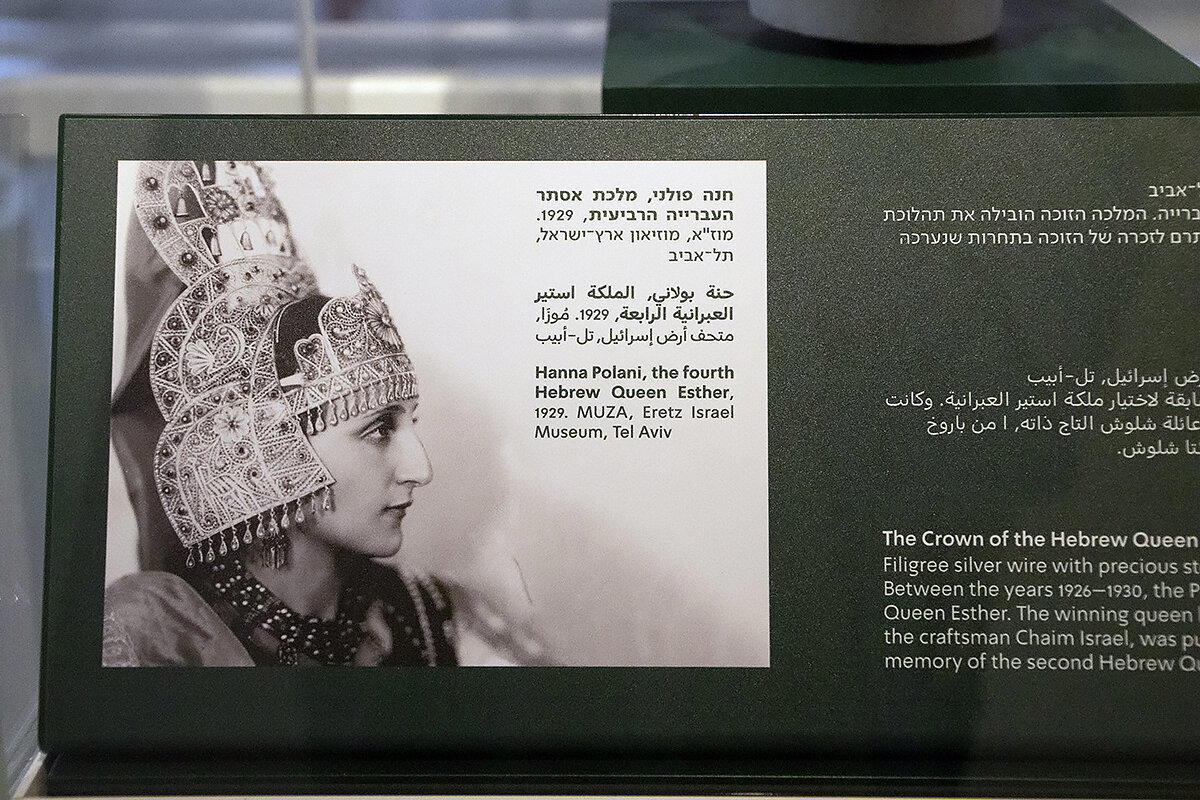 חנה פולני, מלכת אסתר
העברייה הרביעית, 1929.
מוז"א, מוזיאון ארץ־ישראל,
תל־אביב
حنة بولاني, الملكة استير
العبرانية الرابعة, 1929. مُوزَا,
متحف أرض إسرائيل, تل-أبيب
Hanna Polani, the fourth
Hebrew Queen Esther,
1929. MUZA, Eretz Israel
Museum, Tel Aviv
ל־אביב
המלכה הזוכה הובילה את תהלוכת
לזכרה של הזוכה בתחרות שנערכה
إسرائيل, تل-أبيب
لاختيار ملكة استير العبرانية. وكانت
عائلة شلوش التاج ذاته, ا من باروخ
شلوش.
The Crown of the Hebrew Queen
Filigree silver wire with precious
Between the years 1926—1930, the
Queen Esther. The winning queen
the craftsman Chaim Israel, was
memory of the second Hebrew